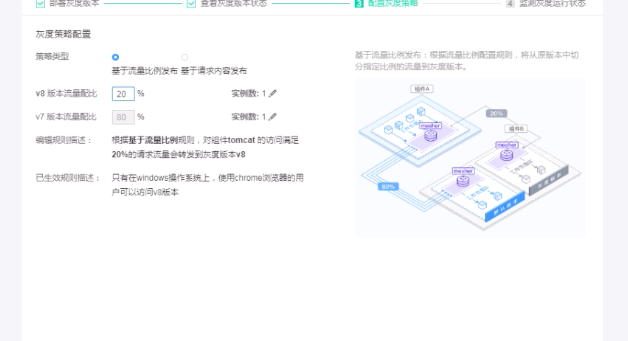 部署灰度版本
查看灰度版本状态
3 配置灰度策略
4 监测灰度运行状态
灰度策略配置
策略类型
基于流量比例发布 基于请求内容发布
v8 版本流量配比 20 % 实例数: 1
v7 版本流量配比 80 % 实例数: 1
编辑规则描述： 根据基于流量比例规则，对组件tomcat 的访问满足
20%的请求流量会转发到灰度版本v8
已生效规则描述： 只有在windows操作系统上，使用chrome浏览器的用
户可以访问v8版本
基于流量比例发布：根据流量比例配置规则，将从原版本中切
分指定比例的流量到灰度版本。
组件A
mesher
20%
组件B
mesher
mesher
80%
灰度版本